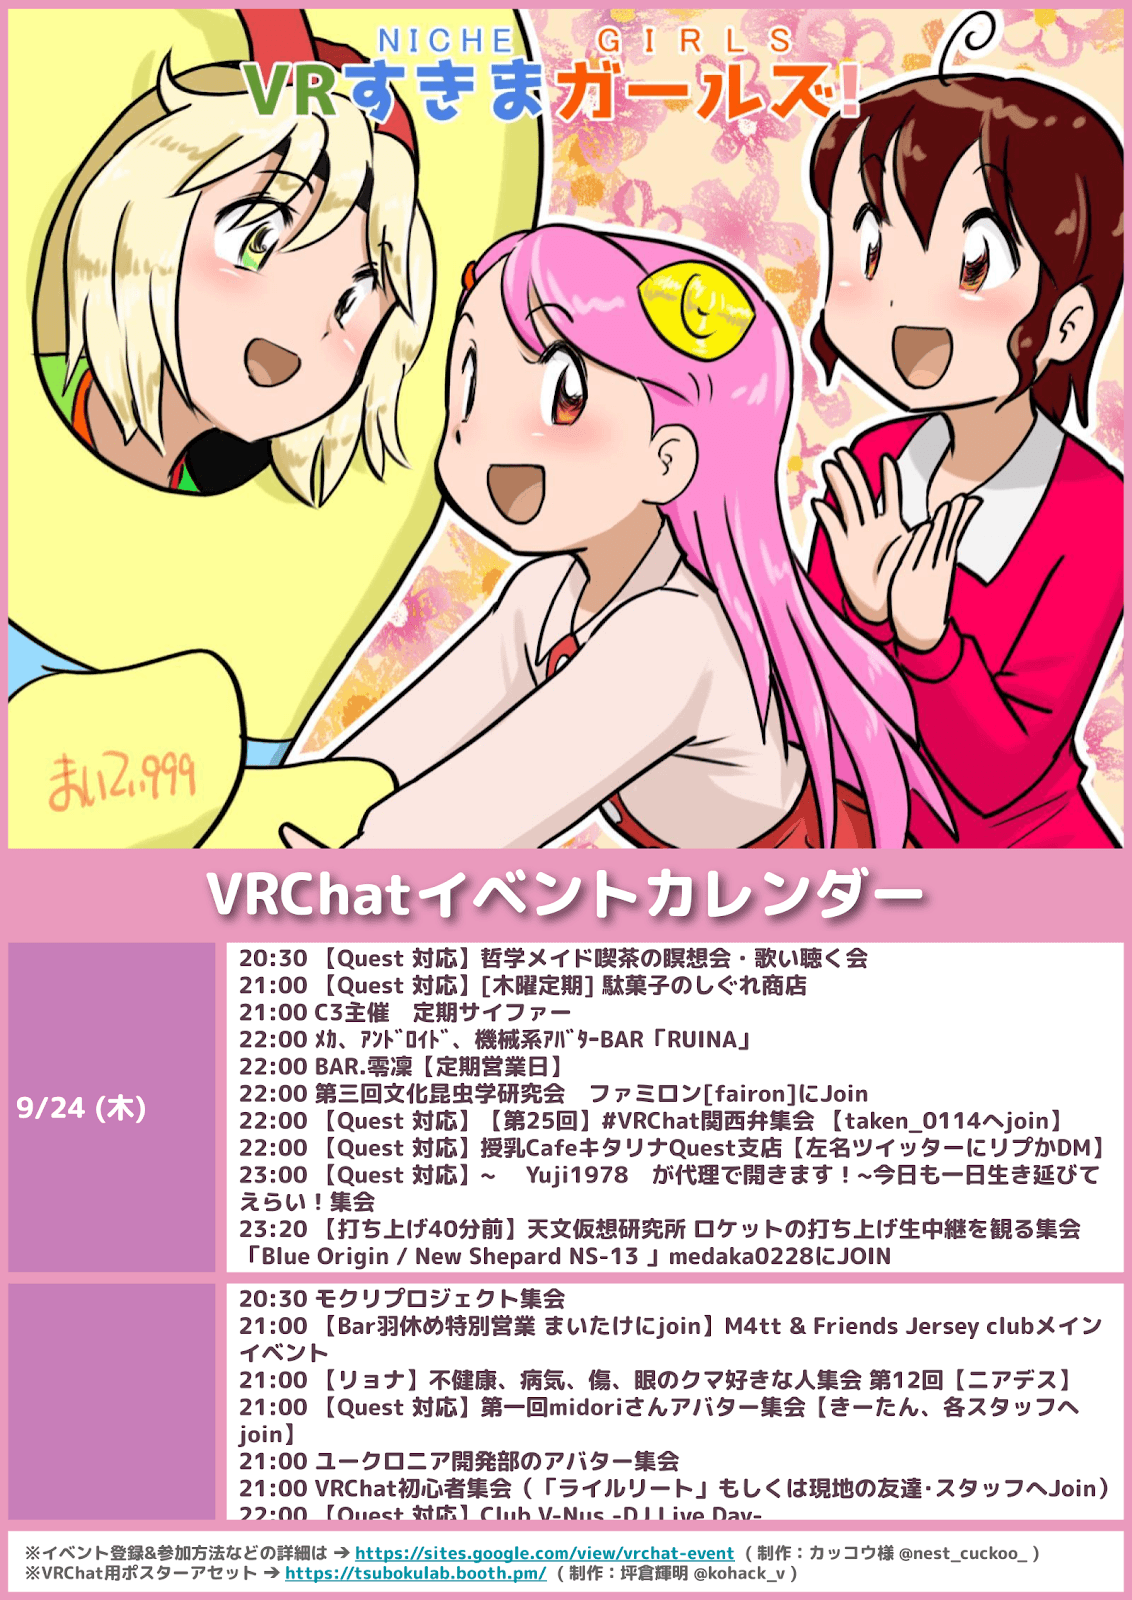 NICHE GIRLS
VRすきまガールズ!
まいてい999
VRChatイベントカレンダー
9/24 (木)
20:30 【Quest 対応】哲学メイド喫茶の瞑想会・歌い聴く会
21:00 【Quest 対応】[木曜定期] 駄菓子のしぐれ商店
21:00 C3主催　定期サイファー
22:00 ﾒｶ、ｱﾝﾄﾞﾛｲﾄﾞ、機械系ｱﾊﾞﾀｰBAR「RUINA」
22:00 BAR.零凜【定期営業日】
22:00 第三回文化昆虫学研究会　ファミロン[fairon]にJoin
22:00 【Quest 対応】【第25回】#VRChat関西弁集会 【taken_0114へjoin】
22:00 【Quest 対応】授乳CafeキタリナQuest支店【左名ツイッターにリプかDM】
23:00 【Quest 対応】~　Yuji1978　が代理で開きます！~今日も一日生き延びて
えらい！集会
23:20 【打ち上げ40分前】天文仮想研究所 ロケットの打ち上げ生中継を観る集会
「Blue Origin / New Shepard NS-13 」medaka0228にJOIN
20:30 モクリプロジェクト集会
21:00 【Bar羽休め特別営業 まいたけにjoin】M4tt & Friends Jersey clubメイン
イベント
21:00 【リョナ】不健康、病気、傷、眼のクマ好きな人集会 第12回【ニアデス】
21:00 【Quest 対応】第一回midoriさんアバター集会【きーたん、各スタッフへ
join】
21:00 ユークロニア開発部のアバター集会
21:00 VRChat初心者集会（「ライルリート」もしくは現地の友達･スタッフへJoin）
22:00 【Quest 対応】Club V-Nus -DJ Live Day-
※イベント登録&参加方法などの詳細は ➔ https://sites.google.com/view/vrchat-event （ 制作：カッコウ様 @nest_cuckoo_ ）
※VRChat用ポスターアセット ➔ https://tsubokulab.booth.pm/ （ 制作：坪倉輝明 @kohack_v ）